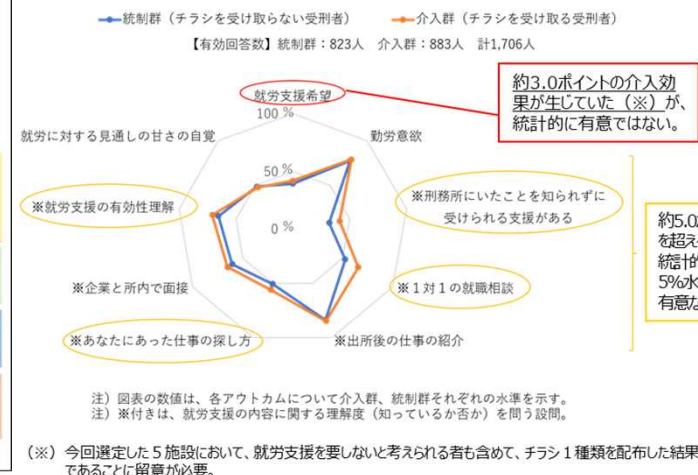 統制群（チラシを受け取らない受刑者） 介入群（チラシを受け取る受刑者）
【有効回答数】統制群：823人 介入群：883人 計1,706人
約3.0ポイントの介入効
果が生じていた（※）が、
統計的に有意ではない。
就労支援希望
100 %
就労に対する見通しの甘さの自覚
勤労意欲
50 %
※刑務所にいたことを知られずに
受けられる支援がある
※就労支援の有効性理解
0 %
約5.0
を超え
統計的
5%水
有意な
※企業と所内で面接
※１対１の就職相談
※あなたにあった仕事の探し方
※出所後の仕事の紹介
注）図表の数値は、各アウトカムについて介入群、統制群それぞれの水準を示す。
注）※付きは、就労支援の内容に関する理解度（知っているか否か）を問う設問。
（※）今回選定した５施設において、就労支援を要しないと考えられる者も含めて、チラシ１種類を配布した結果
であることに留意が必要。